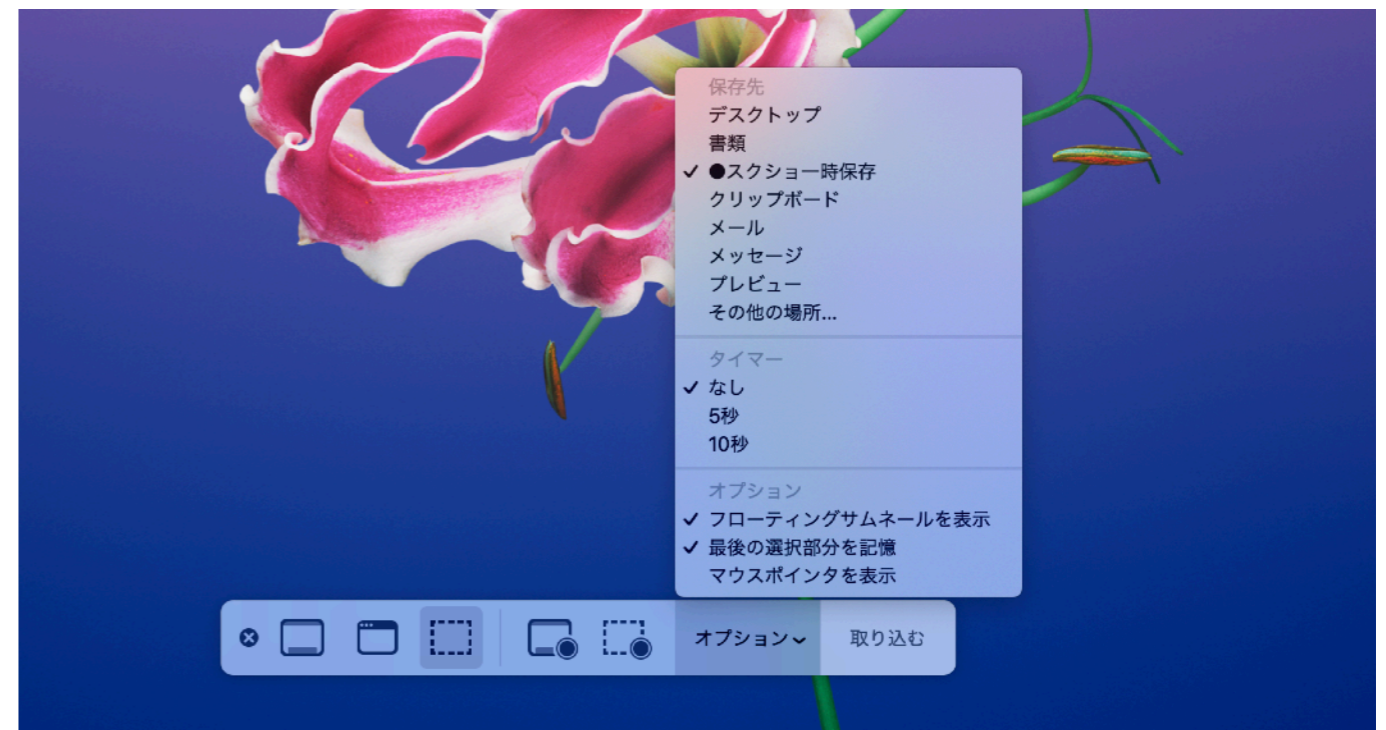 保存先
デスクトップ
書類
✓ ●スクショ一時保存
クリップボード
メール
メッセージ
プレビュー
その他の場所...
タイマー
✓ なし
5秒
10秒
オプション
✓ フローティングサムネールを表示
✓ 最後の選択部分を記憶
マウスポインタを表示
オプション 取り込む